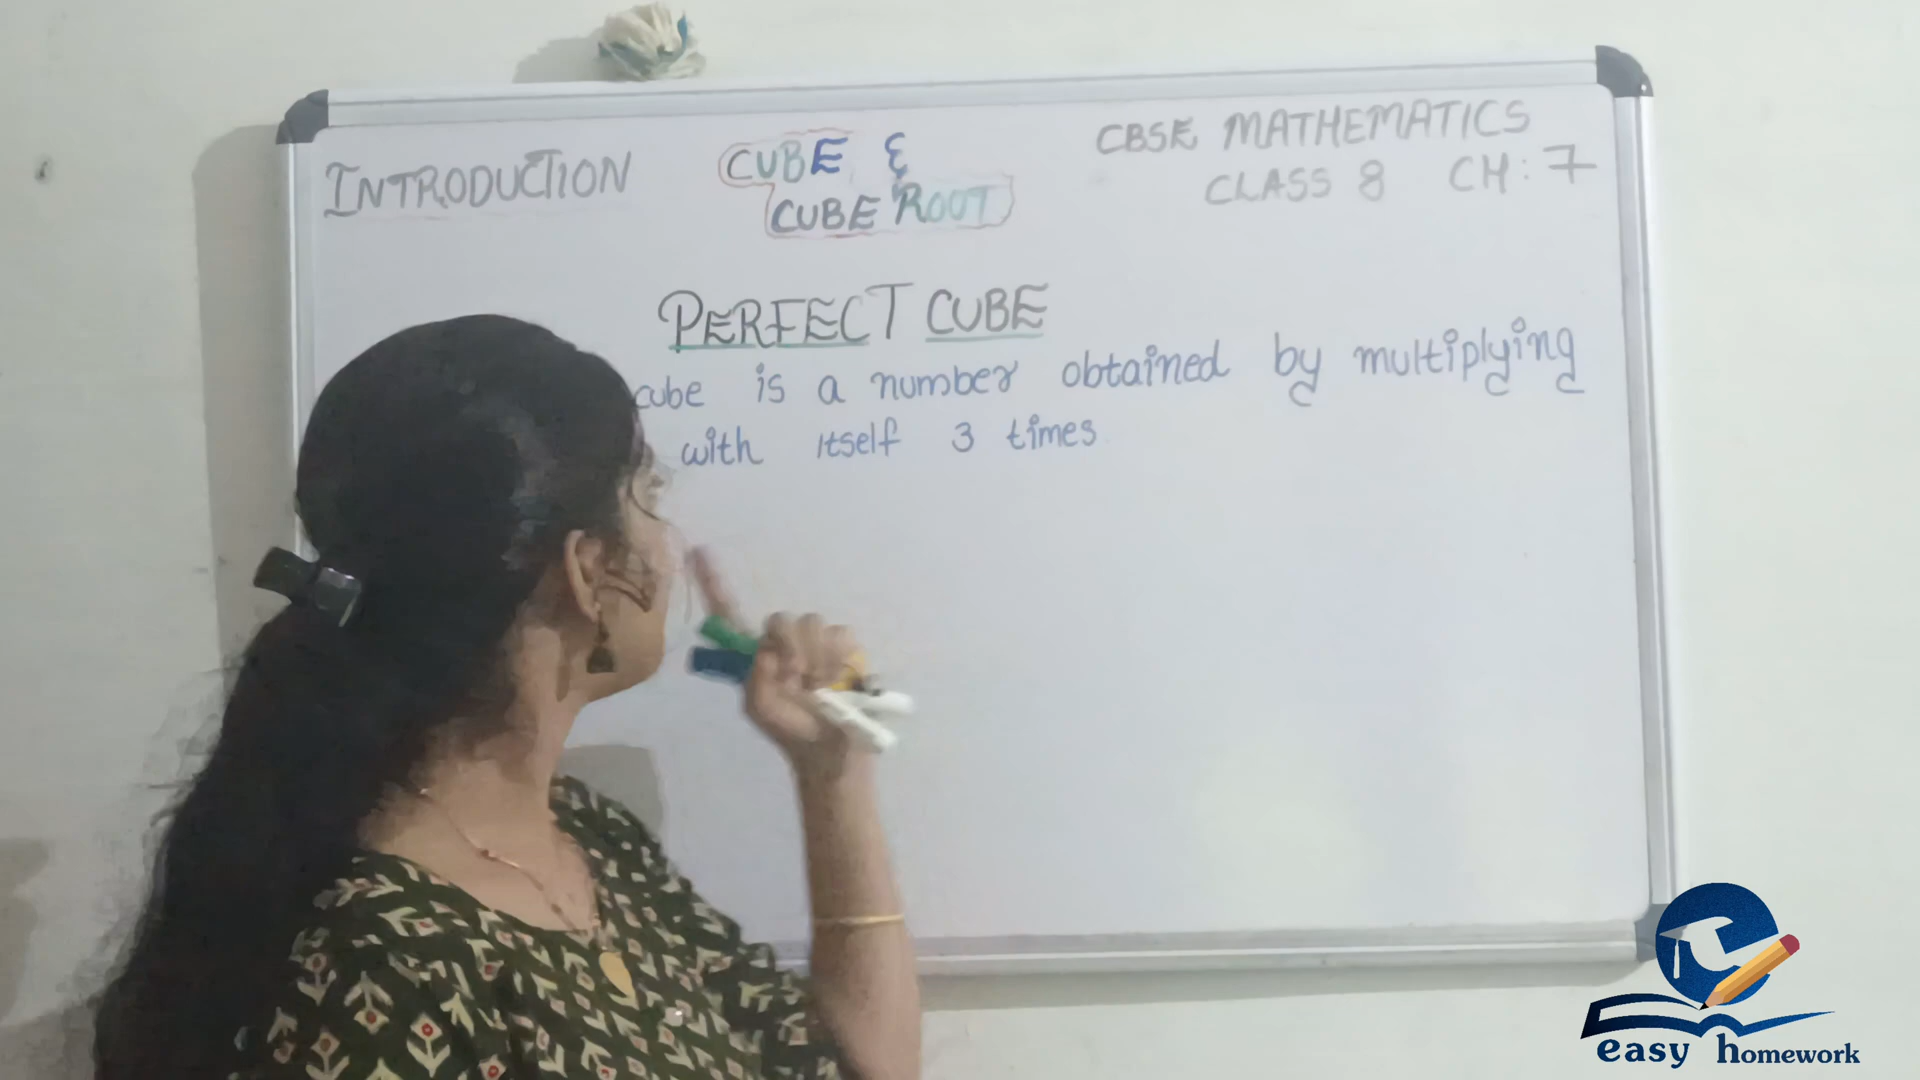 INTRODUCTION
CUBE &
CUBE ROOT
CBSE MATHEMATICS
CLASS 8 CH: 7
PERFECT CUBE
cube is a number obtained by multiplying
with itself 3 times
easy homework